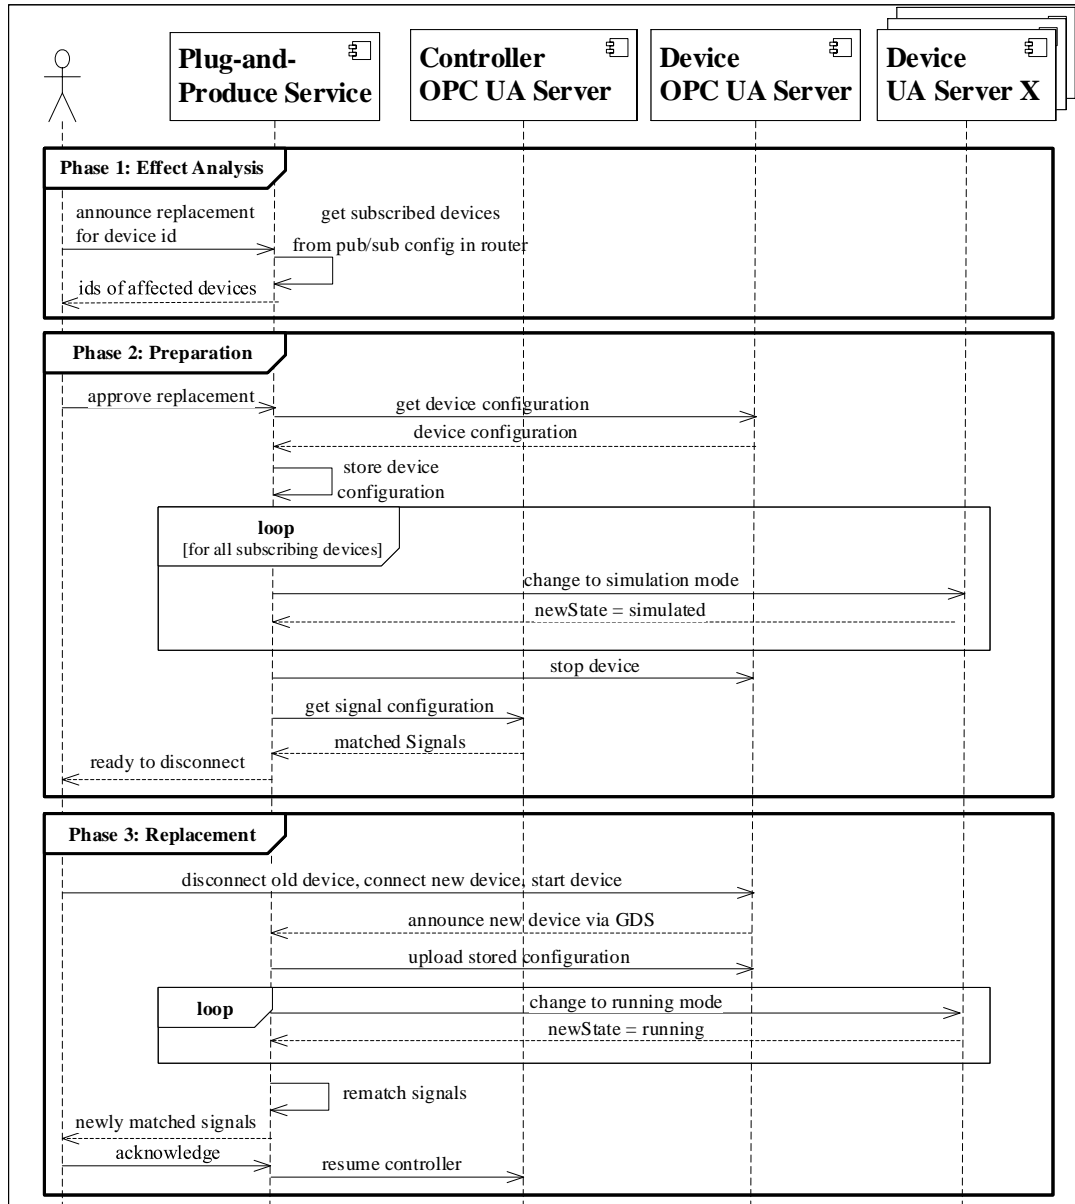 Plug-and-
Produce Service
Controller
OPC UA Server
Device
OPC UA Server
Device
UA Server X
Phase 1: Effect Analysis
announce replacement
for device id
get subscribed devices
from pub/sub config in router
ids of affected devices
Phase 2: Preparation
approve replacement
get device configuration
device configuration
store device
configuration
loop
[for all subscribing devices]
change to simulation mode
newState = simulated
stop device
get signal configuration
matched Signals
ready to disconnect
Phase 3: Replacement
disconnect old device, connect new device, start device
announce new device via GDS
upload stored configuration
loop
change to running mode
newState = running
rematch signals
newly matched signals
acknowledge
resume controller